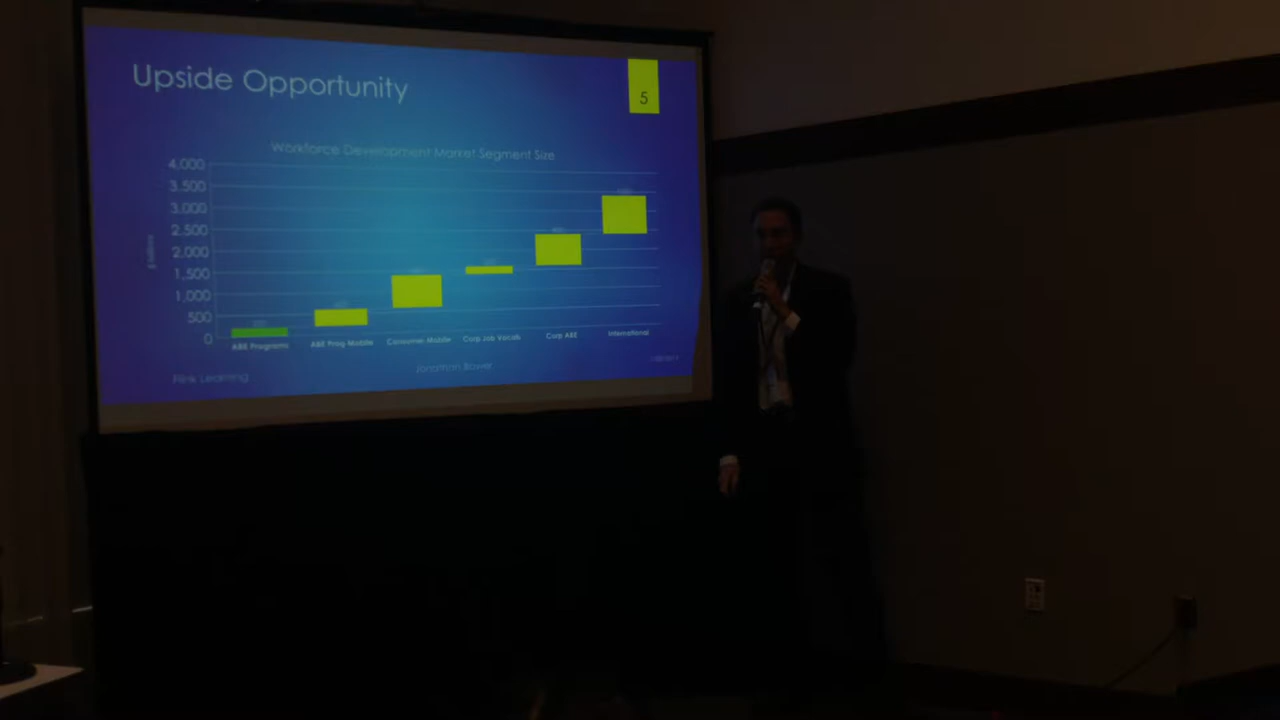 Upside Opportunity
5
Workforce Development Market Segment Size
4,000
3,500
3,000
2,500
2,000
1,500
1,000
500
0
ABE Programs ABE Prog Mobile Consumer Mobile Corp Job Vocab Corp ABE International
Learning
Jonathan